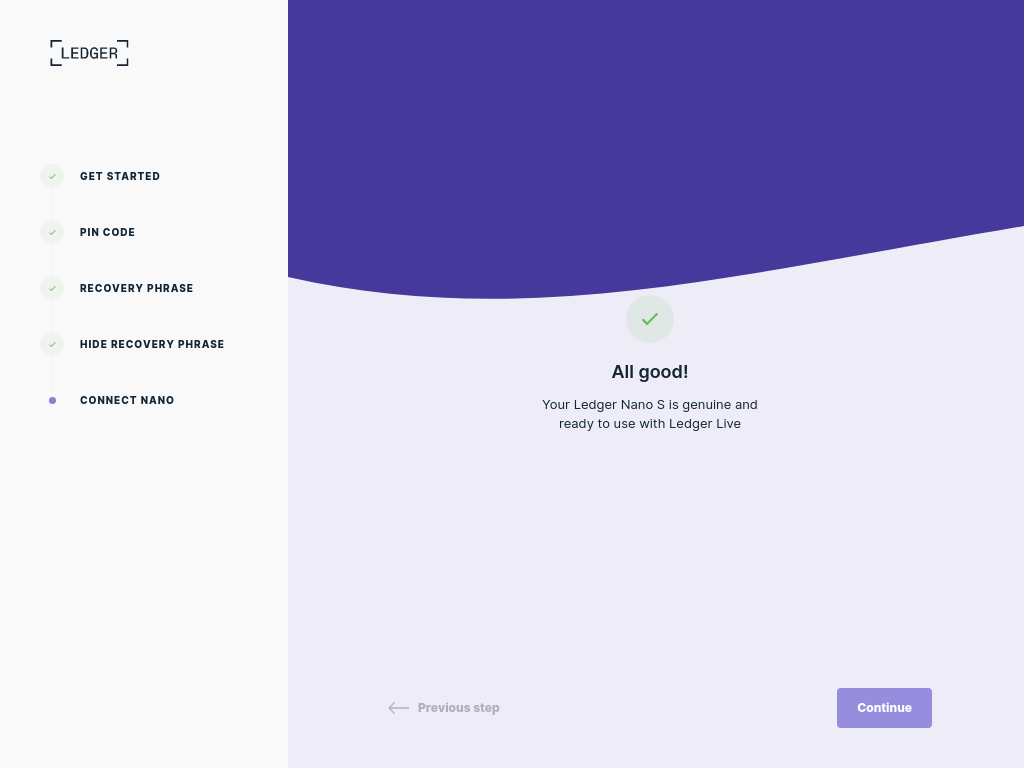 LEDGER
GET STARTED
PIN CODE
RECOVERY PHRASE
HIDE RECOVERY PHRASE
CONNECT NANO
All good!
Your Ledger Nano S is genuine and
ready to use with Ledger Live
Previous step
Continue